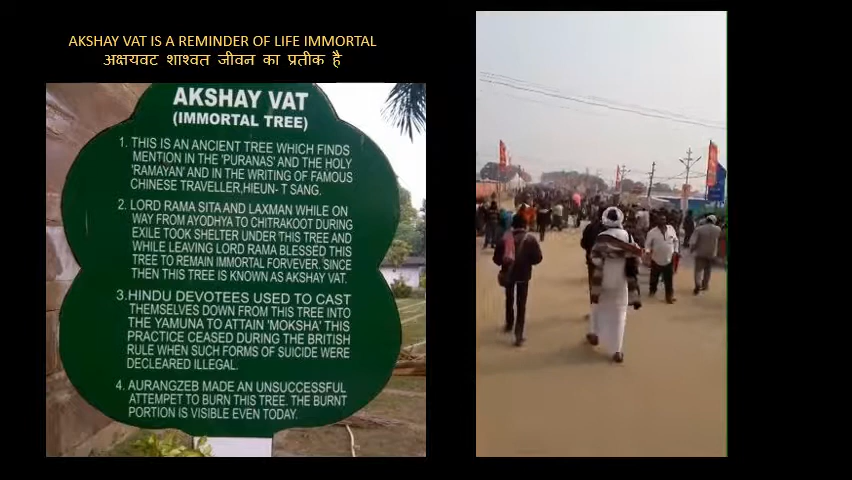 AKSHAY VAT IS A REMINDER OF LIFE IMMORTAL
अक्षयवट शाश्वत जीवन का प्रतीक है
AKSHAY VAT
(IMMORTAL TREE)
1. THIS IS AN ANCIENT TREE WHICH FINDS
MENTION IN THE 'PURANAS' AND THE HOLY
'RAMAYAN' AND IN THE WRITING OF FAMOUS
CHINESE TRAVELLER,HIEUN- T SANG.
2. LORD RAMA SITA AND LAXMAN WHILE ON
WAY FROM AYODHYA TO CHITRAKOOT DURING
EXILE TOOK SHELTER UNDER THIS TREE AND
WHILE LEAVING LORD RAMA BLESSED THIS
TREE TO REMAIN IMMORTAL FORVEVER. SINCE
THEN THIS TREE IS KNOWN AS AKSHAY VAT.
3. HINDU DEVOTEES USED TO CAST
THEMSELVES DOWN FROM THIS TREE INTO
THE YAMUNA TO ATTAIN 'MOKSHA' THIS
PRACTICE CEASED DURING THE BRITISH
RULE WHEN SUCH FORMS OF SUICIDE WERE
DECLEARED ILLEGAL.
4. AURANGZEB MADE AN UNSUCCESSFUL
ATTEMPET TO BURN THIS TREE. THE BURNT
PORTION IS VISIBLE EVEN TODAY.